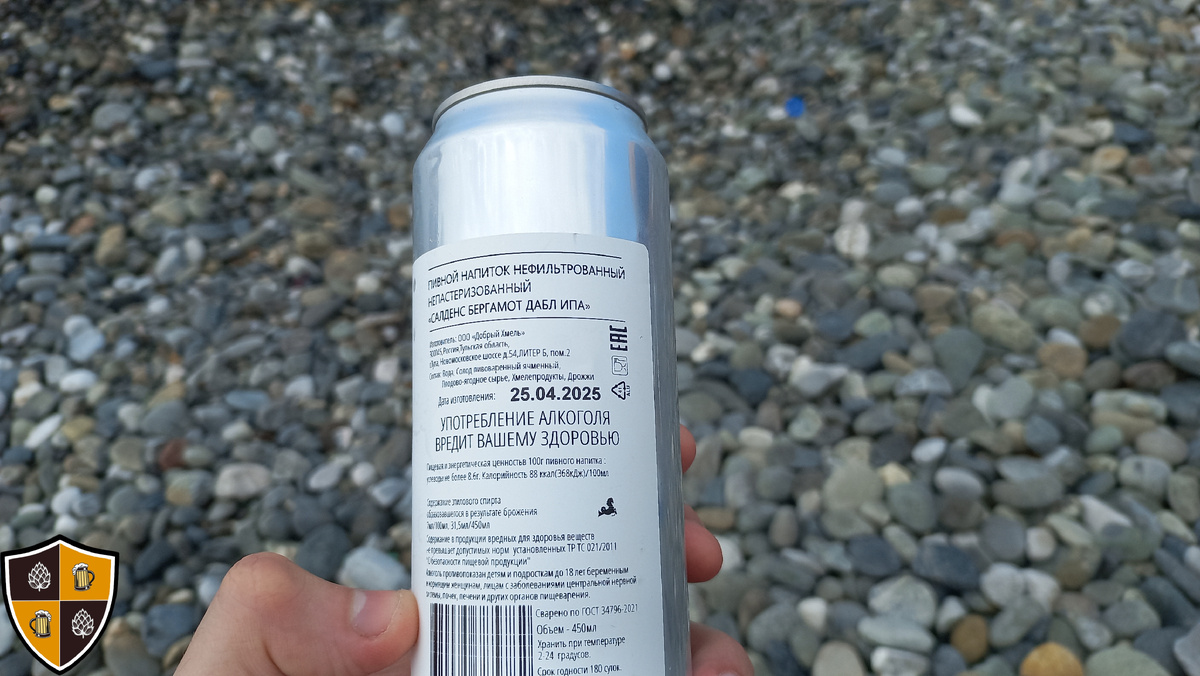 ПИВНОЙ НАПИТОК НЕФИЛЬТРОВАННЫЙ
НЕПАСТЕРИЗОВАННЫЙ
«САЛДЕНС БЕРГАМОТ ДАБЛ ИПА»
Изготовитель: ООО «Добрый Хмель»
Россия,Тульская область,
г.Тула, Новомосковское шоссе д.54,ЛИТЕР Б, пом.2
Состав: Вода, Солод пивоваренный ячменный,
Плодово-ягодное сырье, Хмелепродукты, Дрожжи
EAC
Дата изготовления: 25.04.2025
УПОТРЕБЛЕНИЕ АЛКОГОЛЯ
ВРЕДИТ ВАШЕМУ ЗДОРОВЬЮ
Пищевая и энергетическая ценностьв 100г пивного напитка :
углеводы не более 8.6г, Калорийность 88 ккал(368кДж)/100мл
Содержание этилового спирта
образовавшегося в результате брожения
7мл/100мл, 31,5мл/450мл
Содержание в продукции вредных для здоровья веществ
не превышает допустимых норм установленных ТР ТС 021/2011
"О безопасности пищевой продукции"
Алкоголь противопоказан детям и подросткам до 18 лет беременным
и кормящим женщинам, лицам с заболеваниями центральной нервной
системы, почек, печени и других органов пищеварения.
Сварено по ГОСТ 34796-2021
Объем - 450мл
Хранить при температуре
2-24 градусов.
Срок годности 180 суток